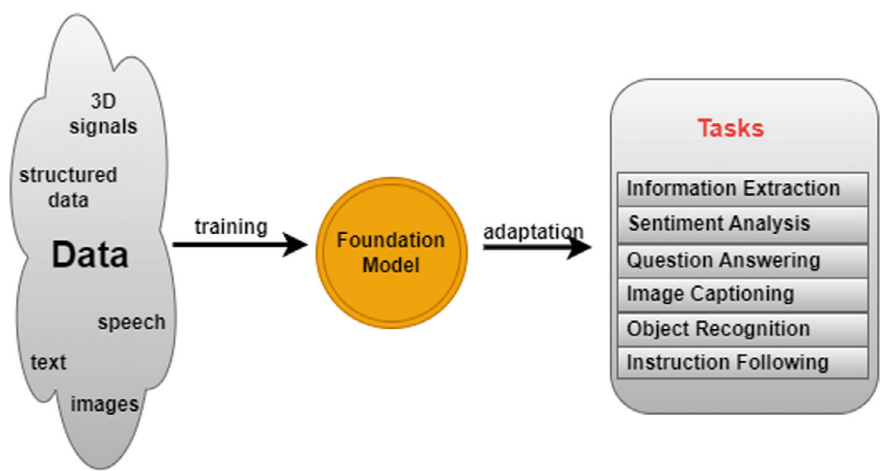 3D
signals
structured
data
Data
speech
text
images
training
Foundation
Model
adaptation
Tasks
Information Extraction
Sentiment Analysis
Question Answering
Image Captioning
Object Recognition
Instruction Following